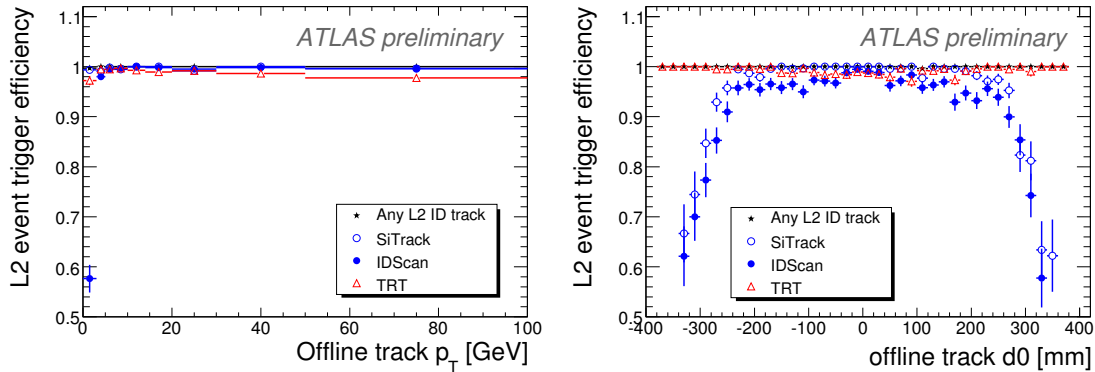 L2 event trigger efficiency
1.1
1
0.9
0.8
0.7
0.6
0.5
ATLAS preliminary
Any L2 ID track
SiTrack
IDScan
TRT
0 20 40 60 80 100
Offline track p_T [GeV]
L2 event trigger efficiency
1.1
1
0.9
0.8
0.7
0.6
0.5
ATLAS preliminary
Any L2 ID track
SiTrack
IDScan
TRT
-400 -300 -200 -100 0 100 200 300 400
offline track d0 [mm]